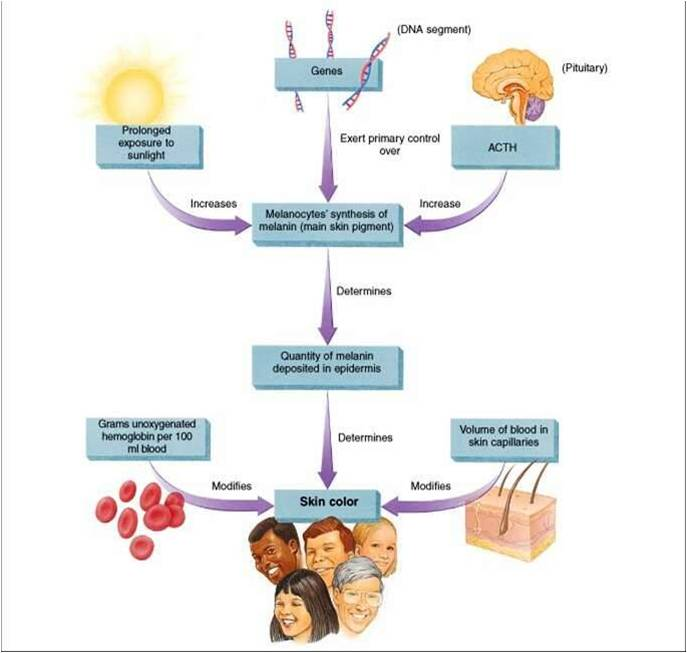 (DNA segment)
Genes
(Pituitary)
Prolonged
exposure to
sunlight
Exert primary control
over
ACTH
Increases
Melanocytes' synthesis of
melanin (main skin pigment)
Increase
Determines
Quantity of melanin
deposited in epidermis
Grams unoxygenated
hemoglobin per 100
ml blood
Determines
Volume of blood in
skin capillaries
Modifies
Skin color
Modifies